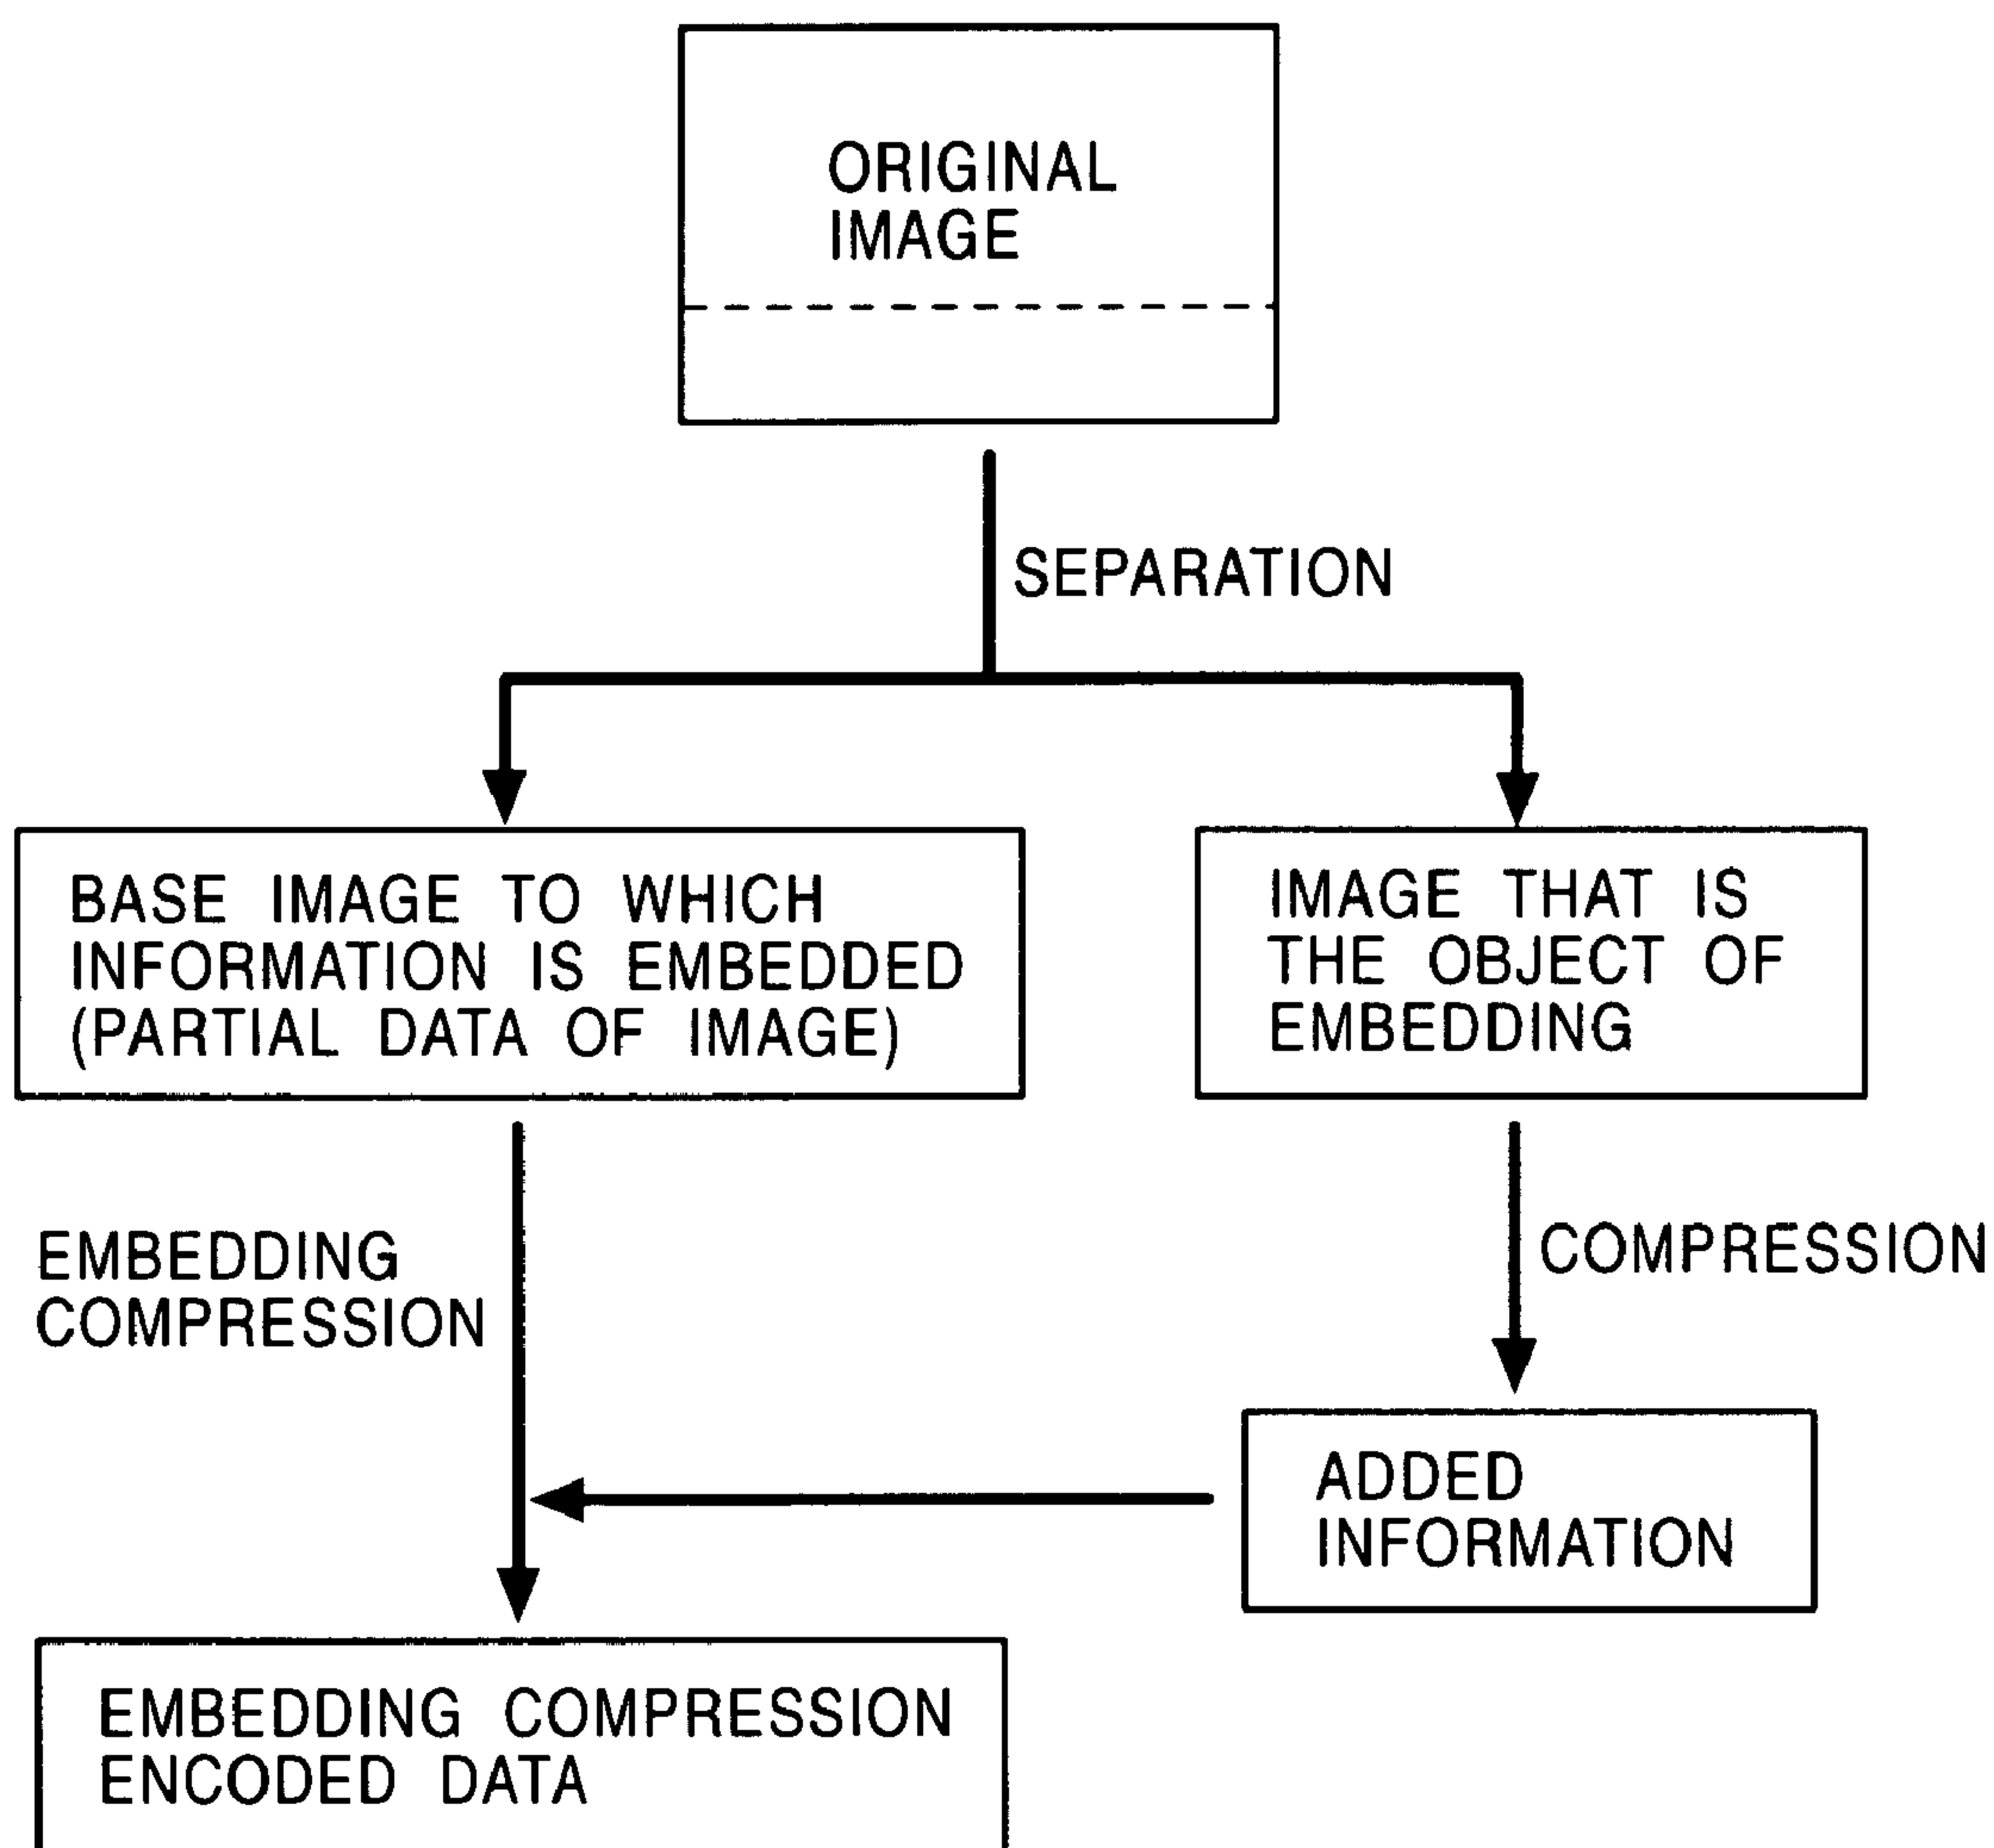 ORIGINAL
IMAGE
SEPARATION
BASE IMAGE TO WHICH
INFORMATION IS EMBEDDED
(PARTIAL DATA OF IMAGE)
IMAGE THAT IS
THE OBJECT OF
EMBEDDING
EMBEDDING
COMPRESSION
COMPRESSION
ADDED
INFORMATION
EMBEDDING COMPRESSION
ENCODED DATA